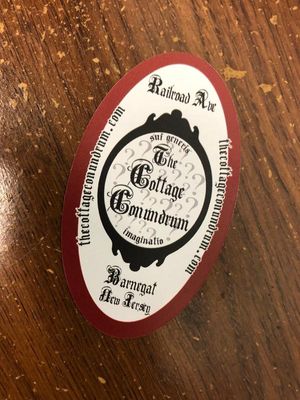 Railroad Ave
thecottageconundrum.com
sui generis
The
Cottage
Conundrum
imaginatio
thecottageconundrum.com
Barnegat
New Jersey